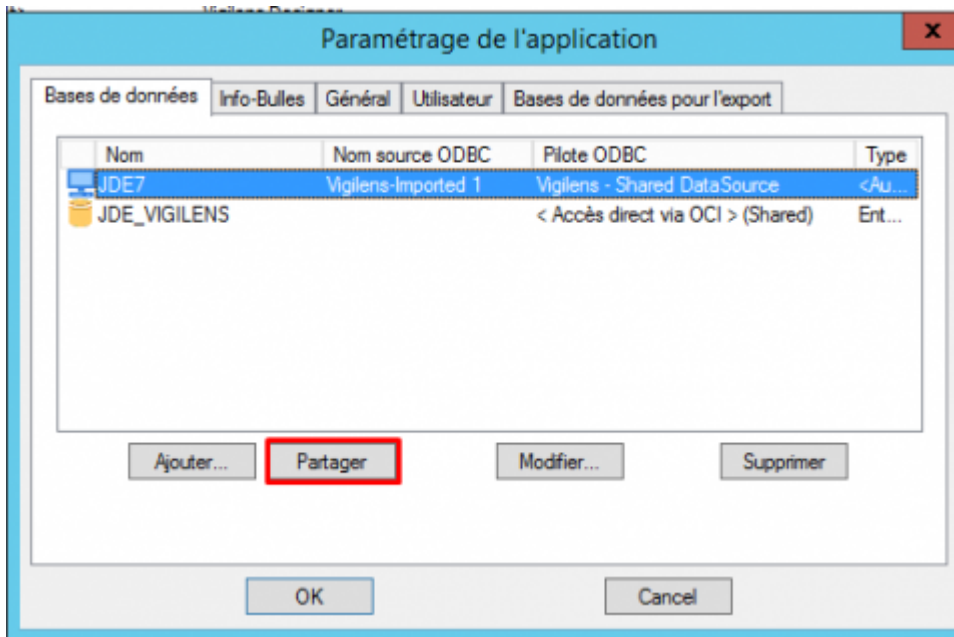 Paramétrage de l'application
x
Bases de données Info-Bulles Général Utilisateur Bases de données pour l'export
Nom Nom source ODBC Pilote ODBC Type
JDE7 Vigilens-Imported 1 Vigilens - Shared DataSource <Au...
JDE_VIGILENS < Accès direct via OCI > (Shared) Ent...
Ajouter... Partager Modifier... Supprimer
OK Cancel